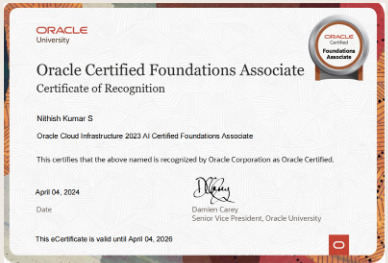 ORACLE
University
ORACLE
Certified
Foundations
Associate
Oracle Certified Foundations Associate
Certificate of Recognition
Nithish Kumar S
Oracle Cloud Infrastructure 2023 AI Certified Foundations Associate
This certifies that the above named is recognized by Oracle Corporation as Oracle Certified.
April 04, 2024
Date
Damien Carey
Senior Vice President, Oracle University
This eCertificate is valid until April 04, 2026